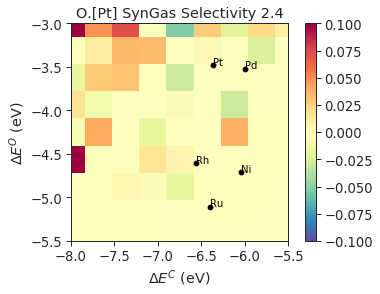 O.[Pt] SynGas Selectivity 2.4
−3.0
−3.5
−4.0
−4.5
−5.0
−5.5
ΔE^O (eV)
Pt
Pd
Rh
Ni
Ru
−8.0 −7.5 −7.0 −6.5 −6.0 −5.5
ΔE^C (eV)
0.100
0.075
0.050
0.025
0.000
−0.025
−0.050
−0.075
−0.100